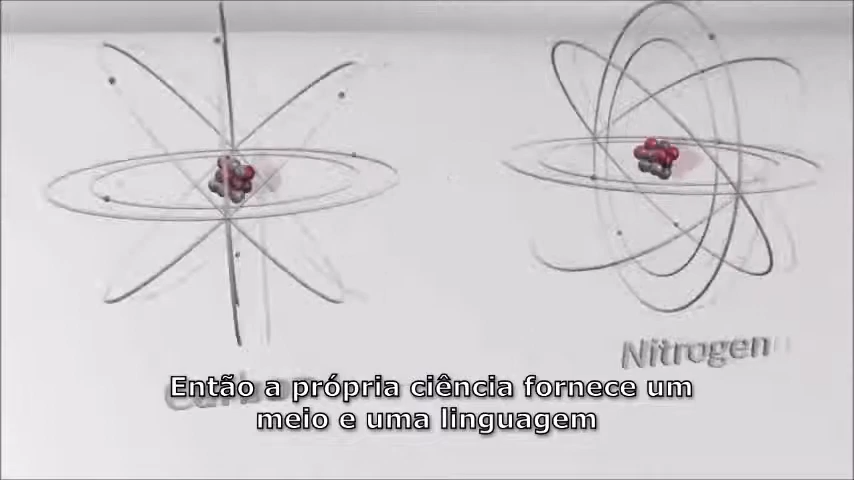 Nitrogen
Então a própria ciência fornece um
meio e uma linguagem